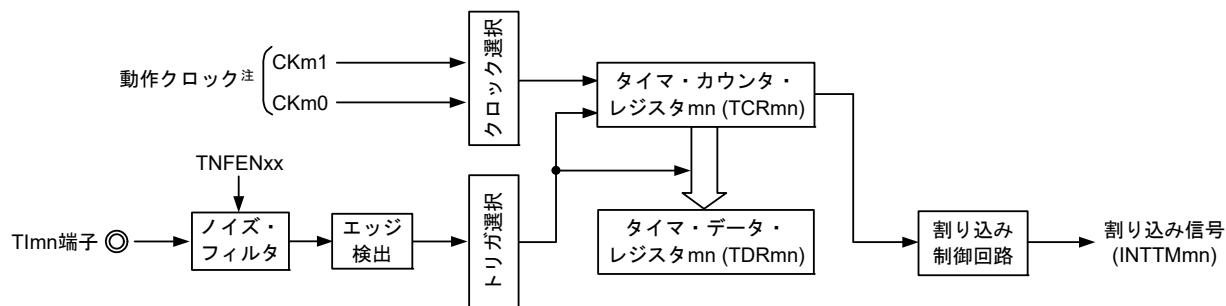 動作クロック注
CKm1
CKm0
クロック選択
タイマ・カウンタ・
レジスタmn (TCRmn)
TNFENxx
TImn端子
ノイズ・
フィルタ
エッジ
検出
トリガ選択
タイマ・データ・
レジスタmn (TDRmn)
割り込み
制御回路
割り込み信号
(INTTMmn)